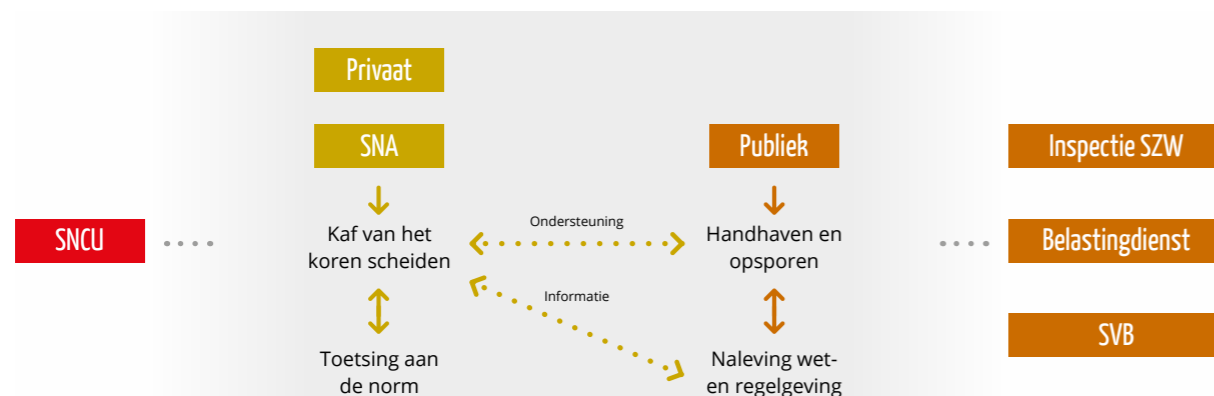 Privaat
SNA
Publiek
Inspectie SZW
SNCU
Kaf van het
koren scheiden
Ondersteuning
Handhaven en
opsporen
Belastingdienst
Informatie
SVB
Toetsing aan
de norm
Naleving wet-
en regelgeving